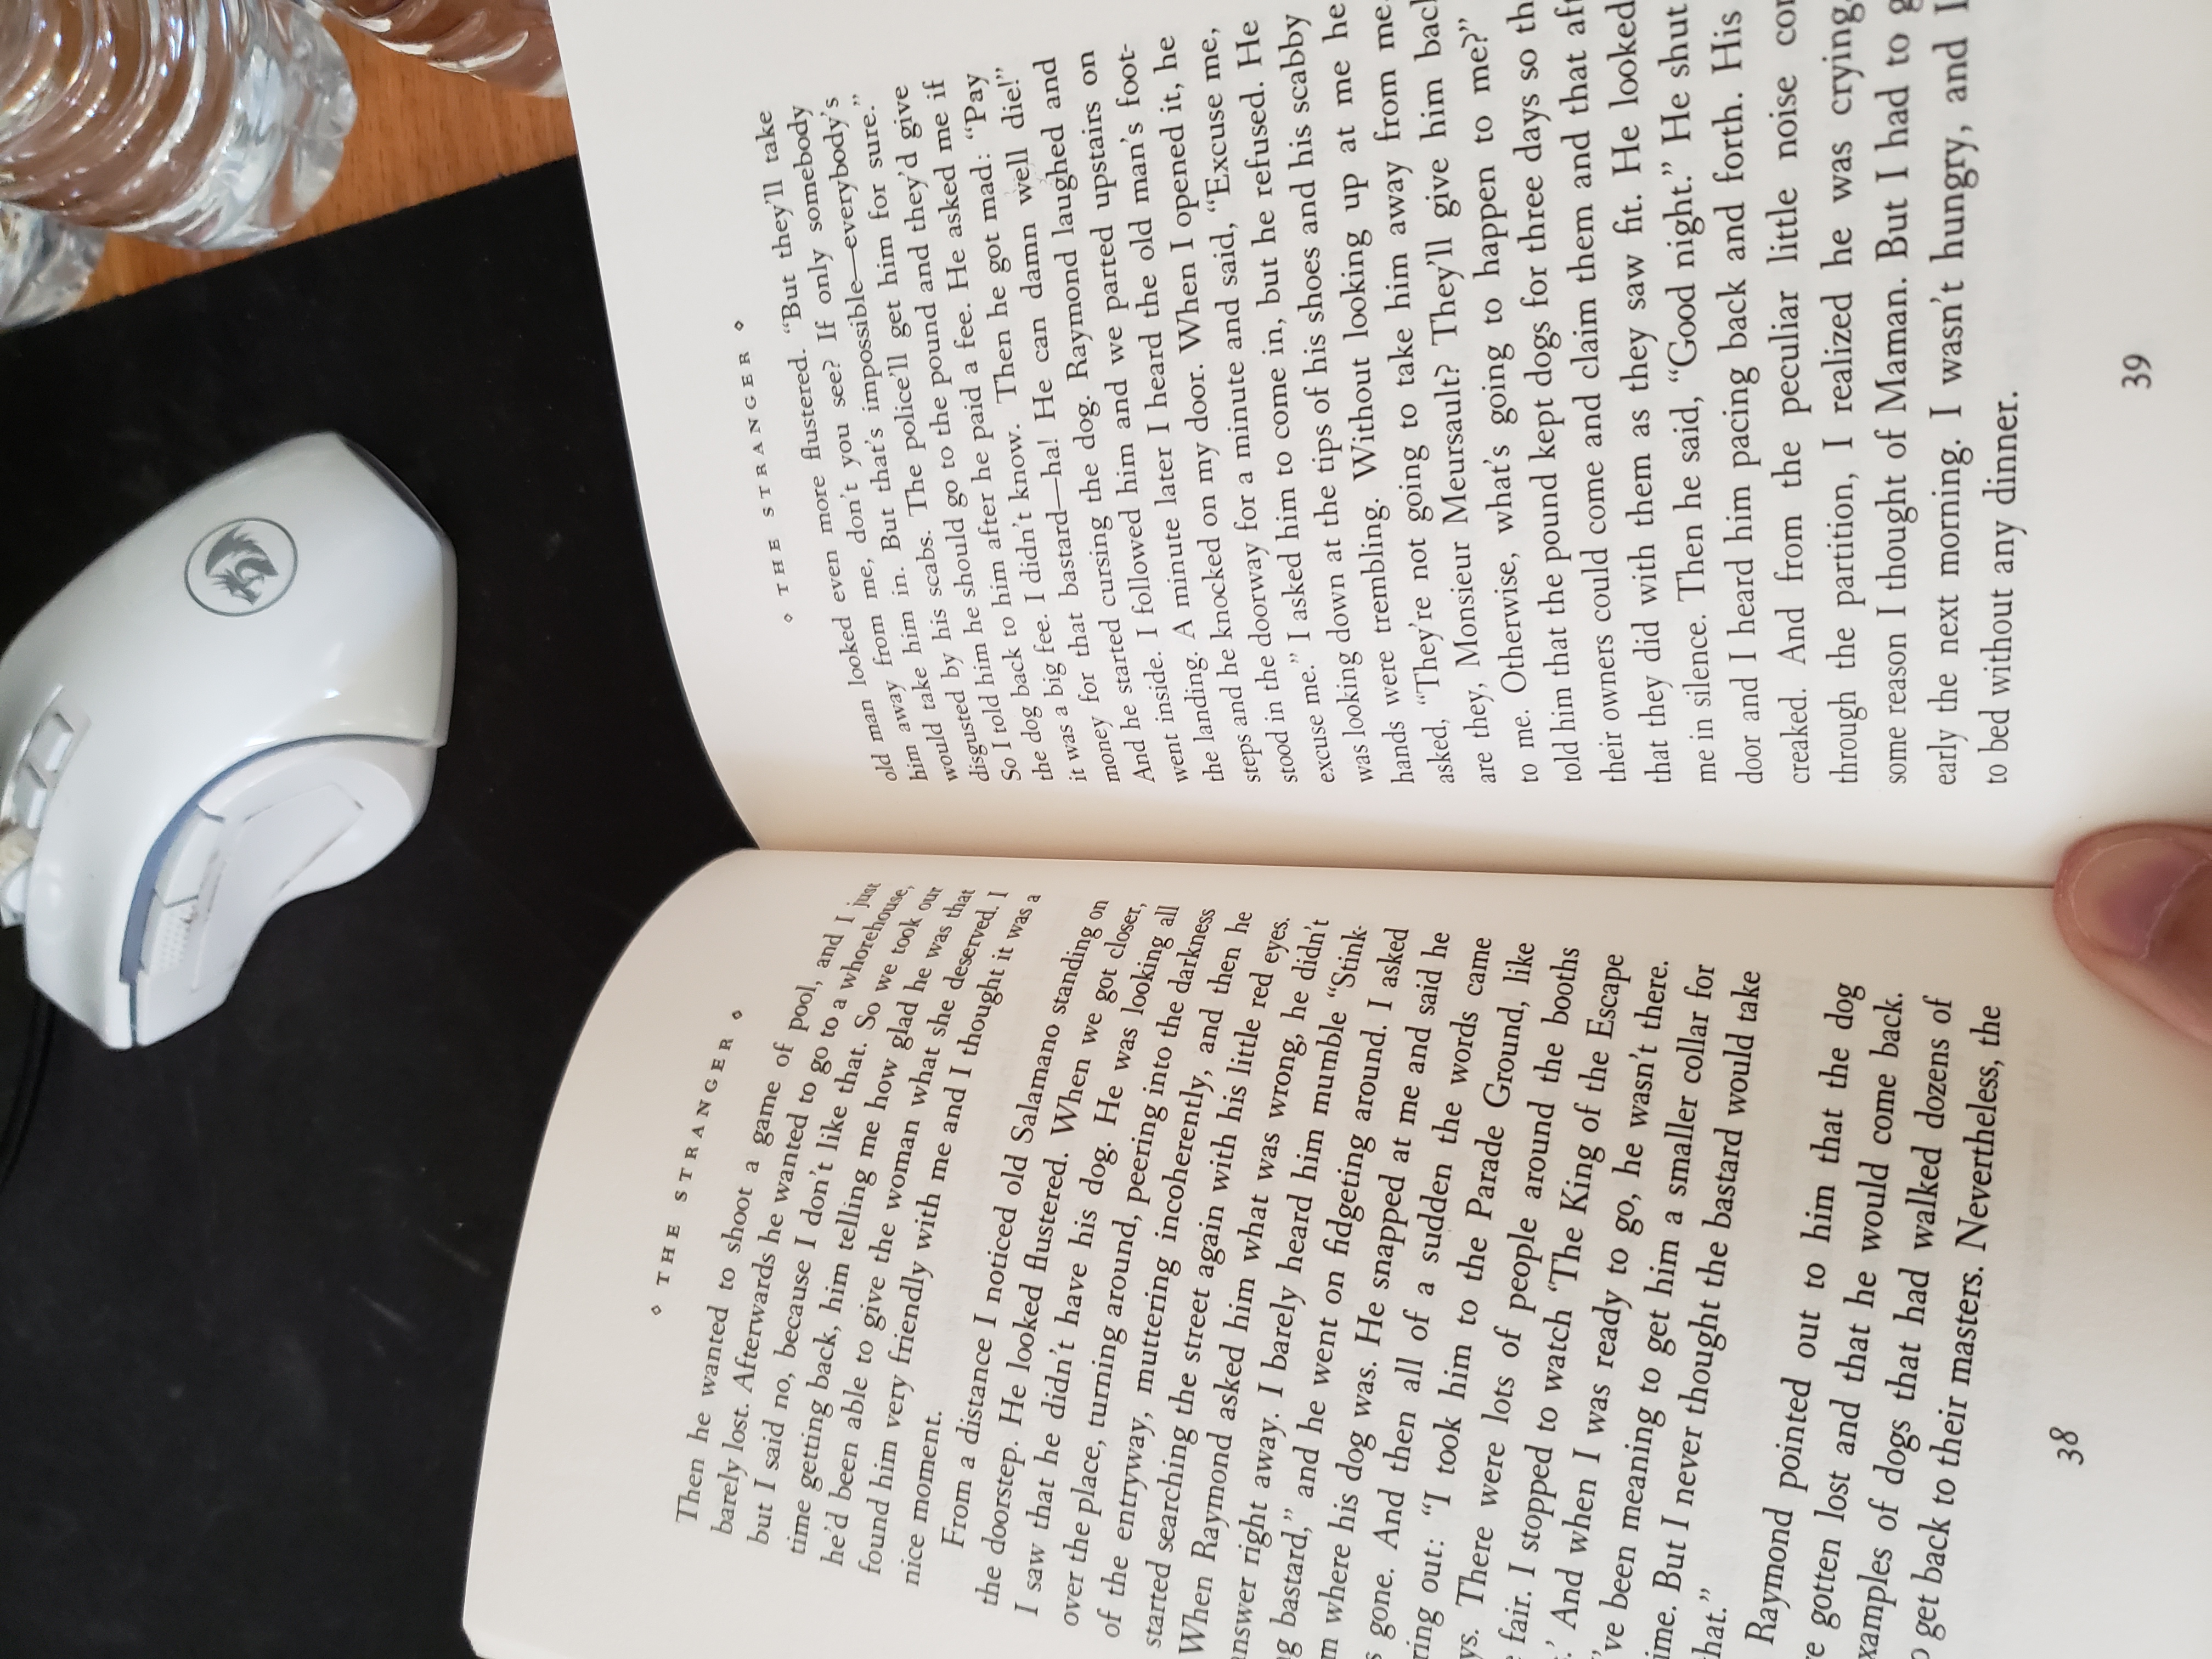 ◇ THE STRANGER ◇
Then he wanted to shoot a game of pool, and I just
barely lost. Afterwards he wanted to go to a whorehouse,
but I said no, because I don't like that. So we took our
time getting back, him telling me how glad he was that
he'd been able to give the woman what she deserved. I
found him very friendly with me and I thought it was a
nice moment.
From a distance I noticed old Salamano standing on
the doorstep. He looked flustered. When we got closer,
I saw that he didn't have his dog. He was looking all
over the place, turning around, peering into the darkness
of the entryway, muttering incoherently, and then he
started searching the street again with his little red eyes.
When Raymond asked him what was wrong, he didn't
answer right away. I barely heard him mumble “Stink-
bastard,” and he went on fidgeting around. I asked
where his dog was. He snapped at me and said he
gone. And then all of a sudden the words came
out: “I took him to the Parade Ground, like
There were lots of people around the booths
fair. I stopped to watch ‘The King of the Escape
And when I was ready to go, he wasn't there.
've been meaning to get him a smaller collar for
But I never thought the bastard would take
Raymond pointed out to him that the dog
gotten lost and that he would come back.
of dogs that had walked dozens of
get back to their masters. Nevertheless, the
38
◇ THE STRANGER ◇
old man looked even more flustered. “But they'll take
him away from me, don't you see? If only somebody
would take him in. But that's impossible—everybody's
disgusted by his scabs. The police'll get him for sure.”
So I told him he should go to the pound and they'd give
the dog back to him after he paid a fee. He asked me if
it was a big fee. I didn't know. Then he got mad: “Pay
money for that bastard—ha! He can damn well die!”
And he started cursing the dog. Raymond laughed and
went inside. I followed him and we parted upstairs on
the landing. A minute later I heard the old man's foot-
steps and he knocked on my door. When I opened it, he
stood in the doorway for a minute and said, “Excuse me,
excuse me.” I asked him to come in, but he refused. He
was looking down at the tips of his shoes and his scabby
hands were trembling. Without looking up at me he
asked, “They're not going to take him away from me,
are they, Monsieur Meursault? They'll give him back
to me. Otherwise, what's going to happen to me?”
told him that the pound kept dogs for three days so
their owners could come and claim them and that
that they did with them as they saw fit. He looked
me in silence. Then he said, “Good night.” He shut
door and I heard him pacing back and forth. His
creaked. And from the peculiar little noise
through the partition, I realized he was crying.
some reason I thought of Maman. But I had to
early the next morning. I wasn't hungry, and I
to bed without any dinner.
39